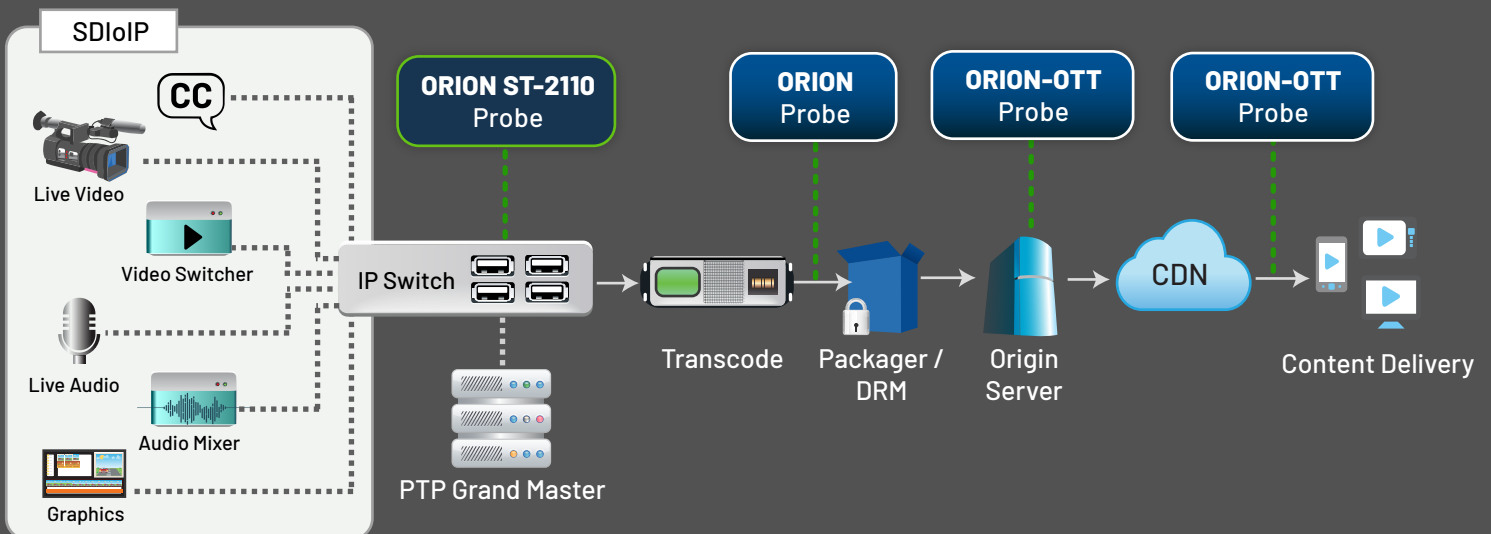 SDIoIP
CC
Live Video
Video Switcher
Live Audio
Audio Mixer
Graphics
IP Switch
PTP Grand Master
ORION ST-2110
Probe
Transcode
ORION
Probe
Packager /
DRM
ORION-OTT
Probe
Origin
Server
CDN
ORION-OTT
Probe
Content Delivery